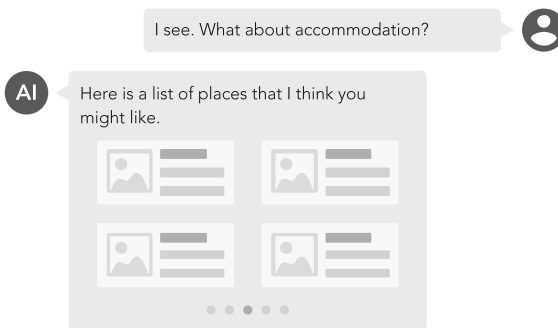 I see. What about accommodation?
AI
Here is a list of places that I think you
might like.